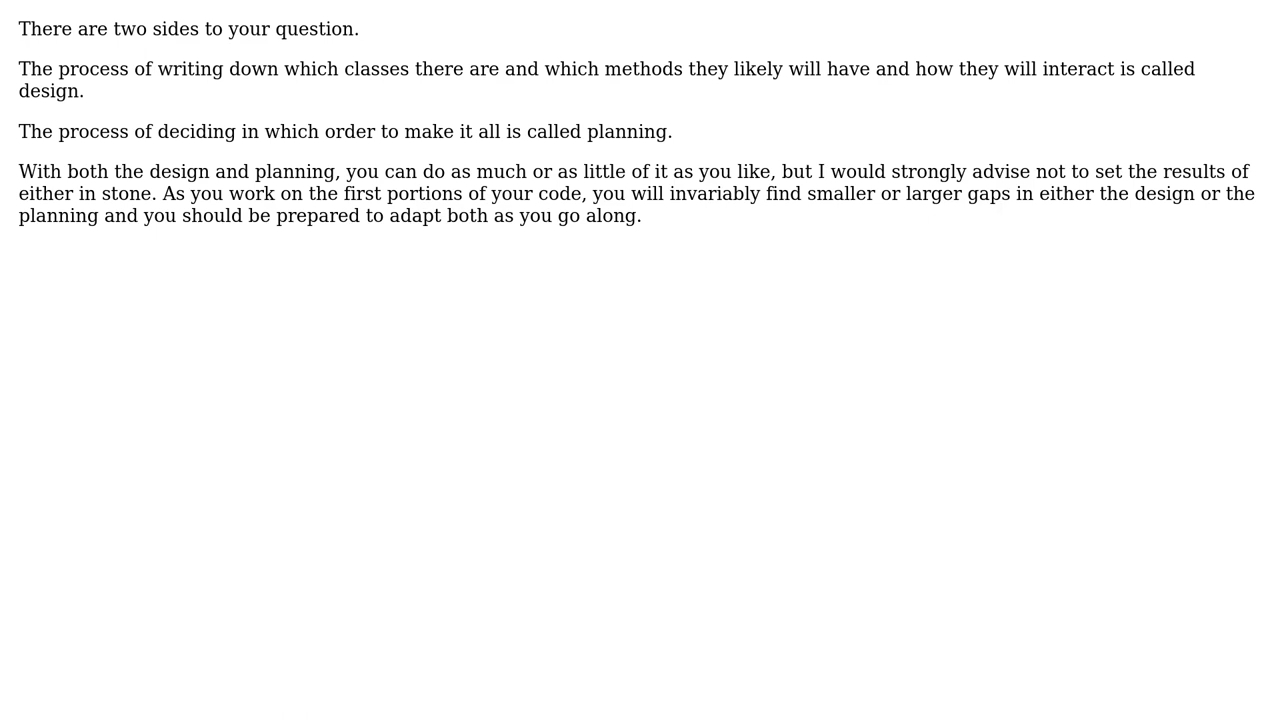 There are two sides to your question.
The process of writing down which classes there are and which methods they likely will have and how they will interact is called
design.
The process of deciding in which order to make it all is called planning.
With both the design and planning, you can do as much or as little of it as you like, but I would strongly advise not to set the results of
either in stone. As you work on the first portions of your code, you will invariably find smaller or larger gaps in either the design or the
planning and you should be prepared to adapt both as you go along.